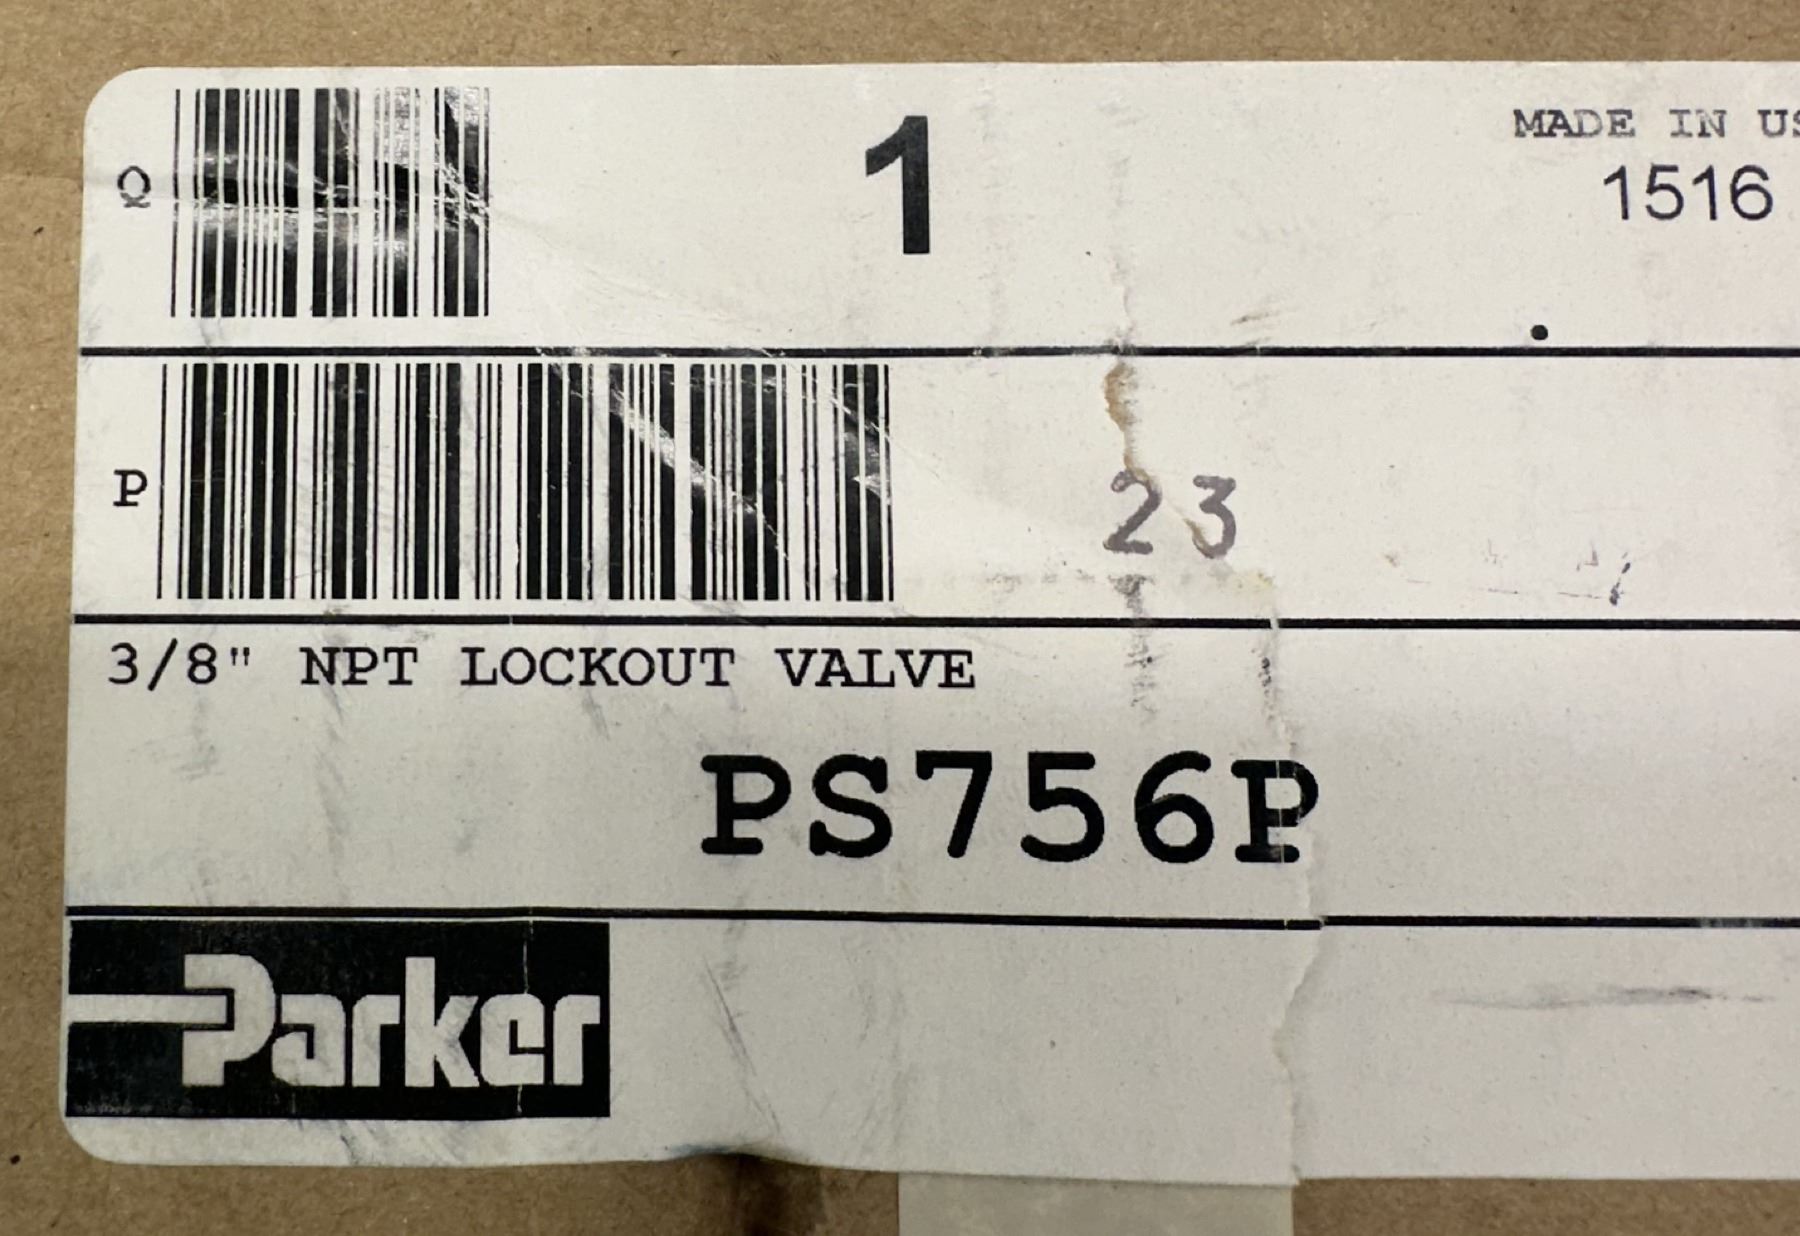 Q
1
MADE IN US
1516
P
23
3/8" NPT LOCKOUT VALVE
PS756P
Parker